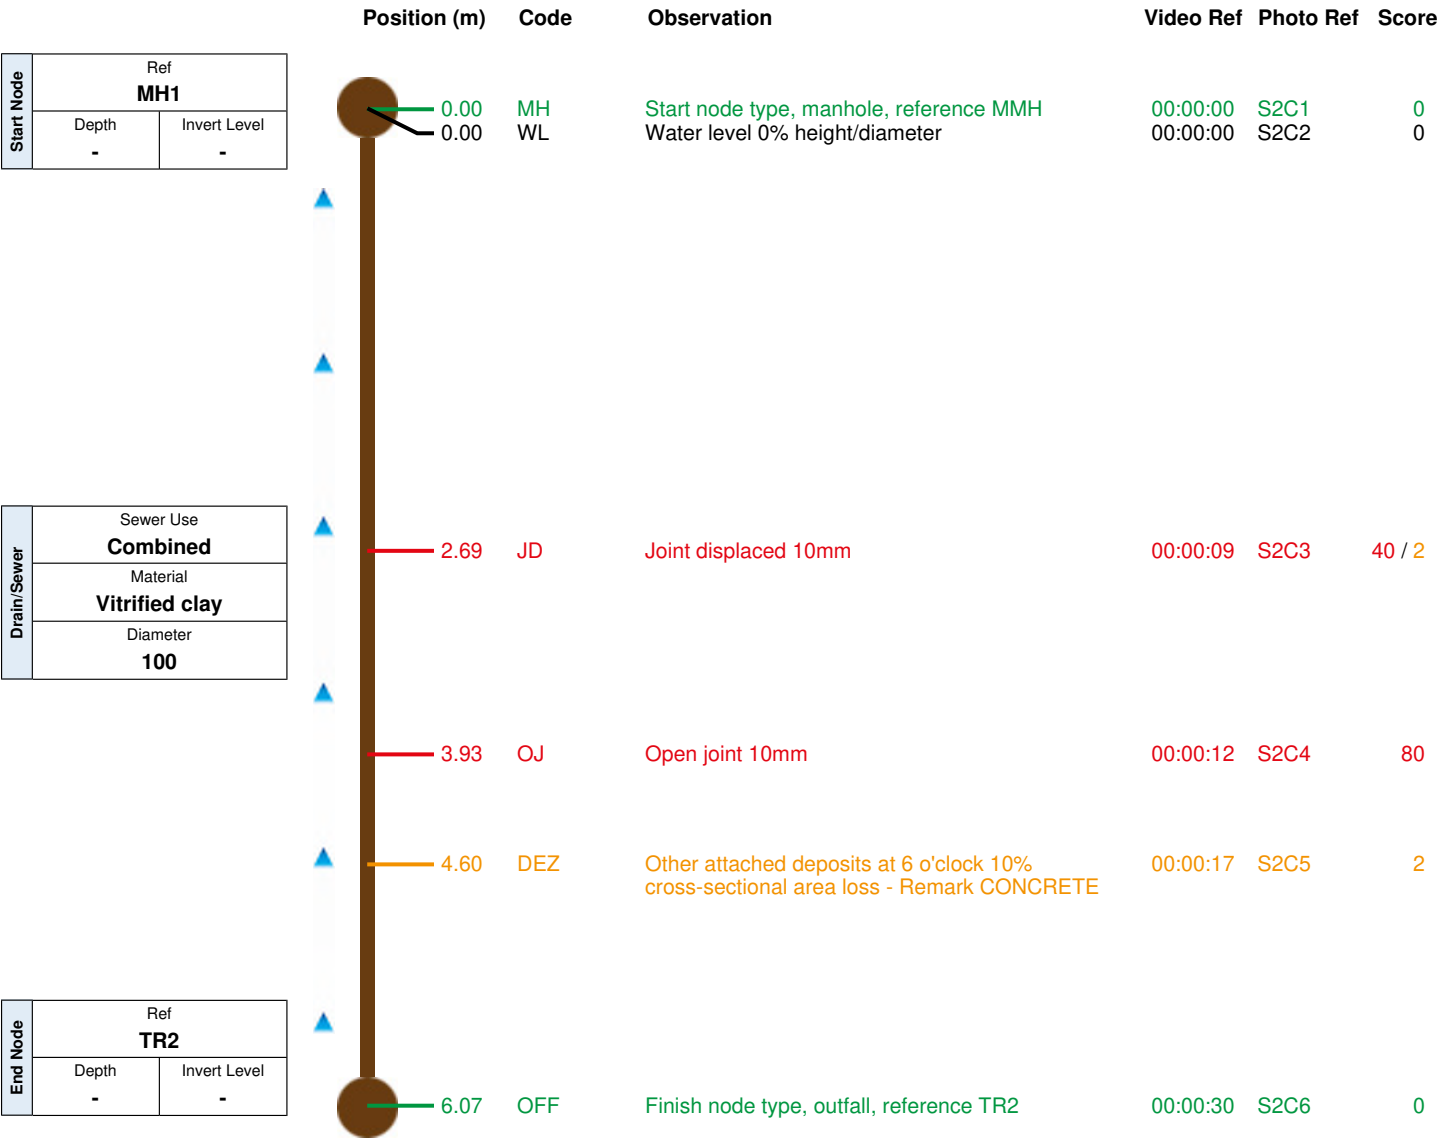 Position (m) Code Observation Video Ref Photo Ref Score
Start Node
Ref
MH1
Depth Invert Level
- -
0.00 MH Start node type, manhole, reference MMH 00:00:00 S2C1 0
0.00 WL Water level 0% height/diameter 00:00:00 S2C2 0
Drain/Sewer
Sewer Use
Combined
Material
Vitrified clay
Diameter
100
2.69 JD Joint displaced 10mm 00:00:09 S2C3 40 / 2
3.93 OJ Open joint 10mm 00:00:12 S2C4 80
4.60 DEZ Other attached deposits at 6 o'clock 10% 00:00:17 S2C5 2
cross-sectional area loss - Remark CONCRETE
End Node
Ref
TR2
Depth Invert Level
- -
6.07 OFF Finish node type, outfall, reference TR2 00:00:30 S2C6 0